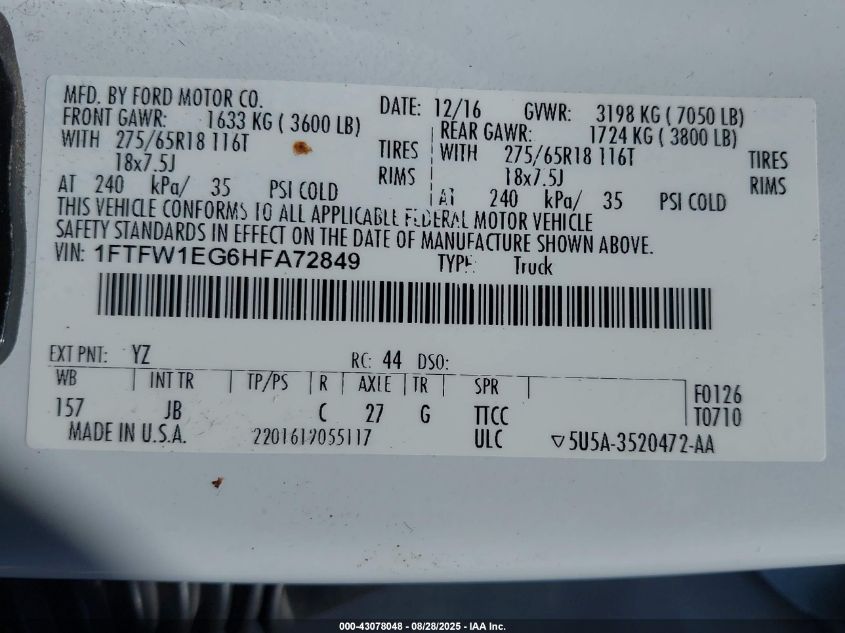 MFD. BY FORD MOTOR CO.
DATE: 12/16 GVWR: 3198 KG ( 7050 LB)
FRONT GAWR: 1633 KG ( 3600 LB) REAR GAWR: 1724 KG ( 3800 LB)
WITH 275/65R18 116T TIRES WITH 275/65R18 116T TIRES
18x7.5J RIMS 18x7.5J RIMS
AT 240 kPa/ 35 PSI COLD AT 240 kPa/ 35 PSI COLD
THIS VEHICLE CONFORMS TO ALL APPLICABLE FEDERAL MOTOR VEHICLE
SAFETY STANDARDS IN EFFECT ON THE DATE OF MANUFACTURE SHOWN ABOVE.
VIN: 1FTFW1EG6HFA72849 TYPE: Truck
EXT PNT: YZ RC: 44 DSO:
WB INT TR TP/PS R AXLE TR SPR F0126
157 JB C 27 G TTCC T0710
MADE IN U.S.A. 2201612055117 ULC ▽5U5A-3520472-AA
000-43078048 - 08/28/2025 - IAA Inc.